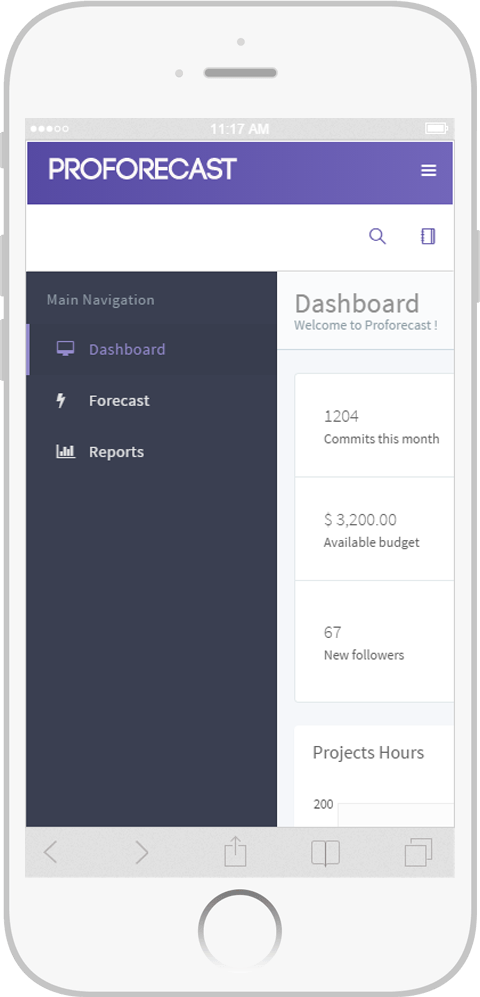 11:17 AM
PROFORECAST
Main Navigation
Dashboard
Forecast
Reports
Dashboard
Welcome to Proforecast !
1204
Commits this month
$ 3,200.00
Available budget
67
New followers
Projects Hours
200